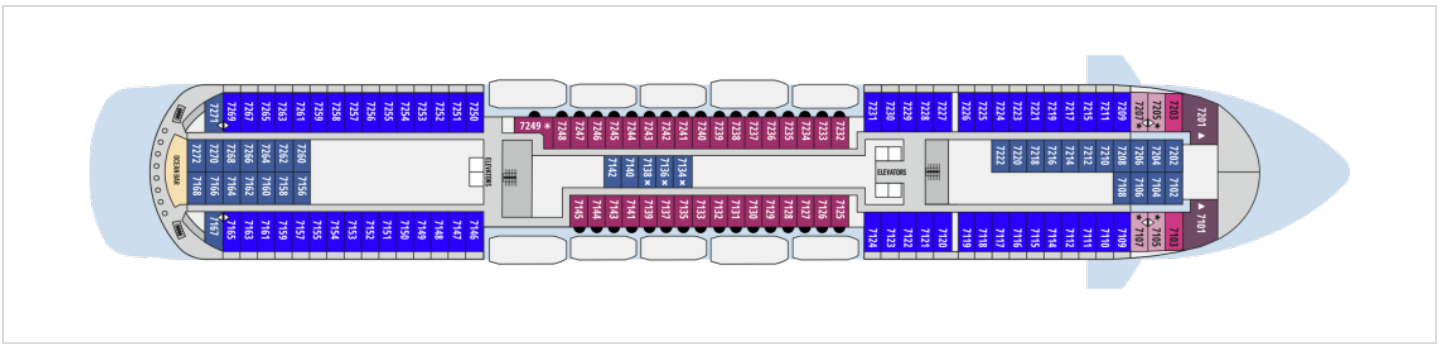 7271 7269 7267 7265 7263 7261 7259 7258 7257 7256 7255 7254 7253 7252 7251 7250
7231 7230 7229 7228 7227 7226 7225 7224 7223 7221 7219 7217 7215 7211 7209 7207* 7205* 7203 7201
7249 * 7248 7247 7246 7245 7244 7243 7242 7241 7240 7239 7238 7237 7236 7235 7234 7233 7232
OCEAN BAR
7272 7270 7268 7266 7264 7262 7260
7222 7220 7218 7216 7214 7212 7210 7208 7206 7204 7202
ELEVATORS
7142 7140 7138 x 7136 x 7134 x
ELEVATORS
7168 7166 7164 7162 7160 7158 7156
7108 7106 7104 7102
7145 7144 7143 7141 7139 7137 7135 7133 7132 7131 7130 7129 7128 7127 7126 7125
7167 7165 7163 7161 7159 7157 7155 7154 7153 7152 7151 7150 7149 7148 7147 7146
7124 7123 7122 7121 7120 7119 7118 7117 7116 7115 7114 7112 7111 7110 7109 7107* 7105* 7103 7101